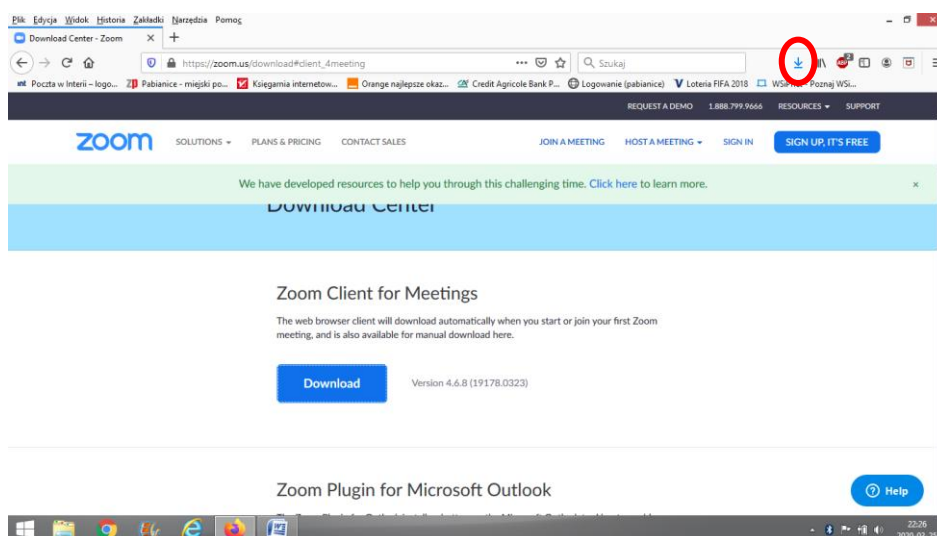 Plik Edycja Widok Historia Zakładki Narzędzia Pomoc
Download Center - Zoom
https://zoom.us/download#client_4meeting
Szukaj
Poczta w Interii – logo... Pabianice - miejski po... Księgarnia internetow... Orange najlepsze okaz... Credit Agricole Bank P... Logowanie (pabianice) Loteria FIFA 2018 Poznaj WSi...
REQUEST A DEMO 1.888.799.9666 RESOURCES SUPPORT
zoom SOLUTIONS PLANS & PRICING CONTACT SALES JOIN A MEETING HOST A MEETING SIGN IN SIGN UP, IT'S FREE
We have developed resources to help you through this challenging time. Click here to learn more. ×
Download Center
Zoom Client for Meetings
The web browser client will download automatically when you start or join your first Zoom
meeting, and is also available for manual download here.
Download Version 4.6.8 (19178.0323)
Zoom Plugin for Microsoft Outlook
Help
22:26